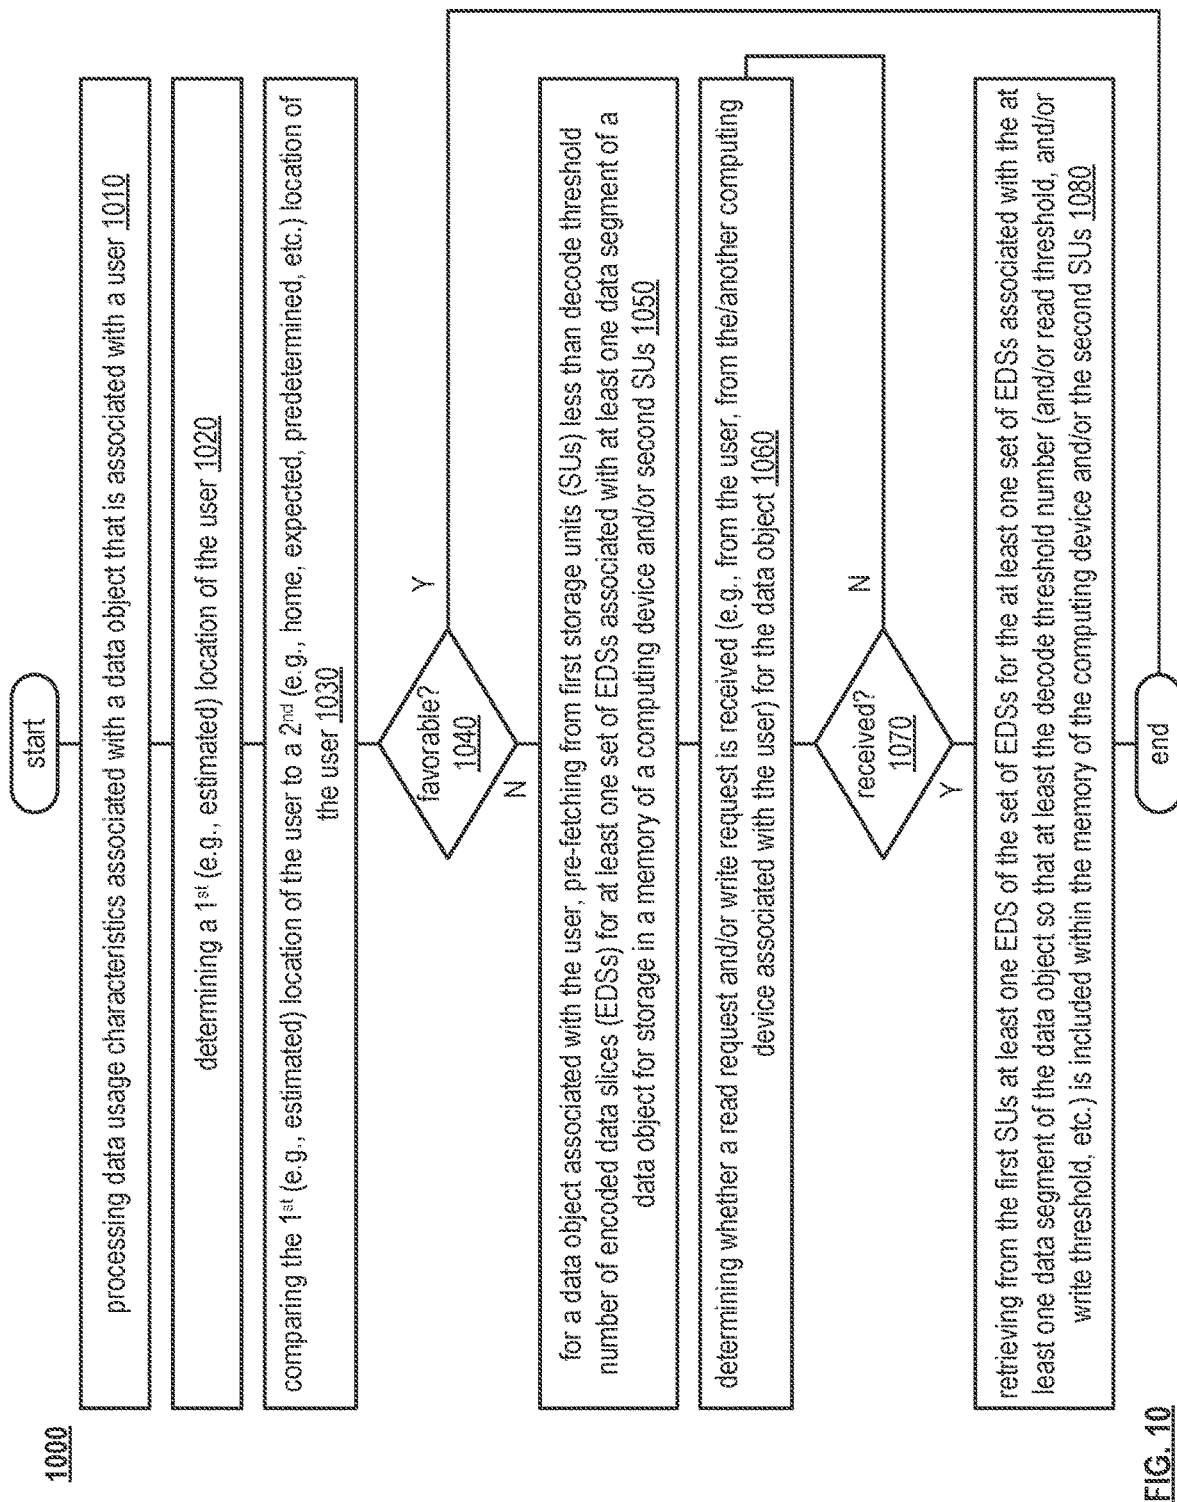 1000
start
processing data usage characteristics associated with a data object that is associated with a user 1010
determining a 1st (e.g., estimated) location of the user 1020
comparing the 1st (e.g., estimated) location of the user to a 2nd (e.g., home, expected, predetermined, etc.) location of
the user 1030
favorable?
1040
Y
N
for a data object associated with the user, pre-fetching from first storage units (SUs) less than decode threshold
number of encoded data slices (EDSs) for at least one set of EDSs associated with at least one data segment of a
data object for storage in a memory of a computing device and/or second SUs 1050
determining whether a read request and/or write request is received (e.g., from the user, from the/another computing
device associated with the user) for the data object 1060
received?
1070
N
Y
retrieving from the first SUs at least one EDS of the set of EDSs for the at least one set of EDSs associated with the at
least one data segment of the data object so that at least the decode threshold number (and/or read threshold, and/or
write threshold, etc.) is included within the memory of the computing device and/or the second SUs 1080
end
FIG. 10